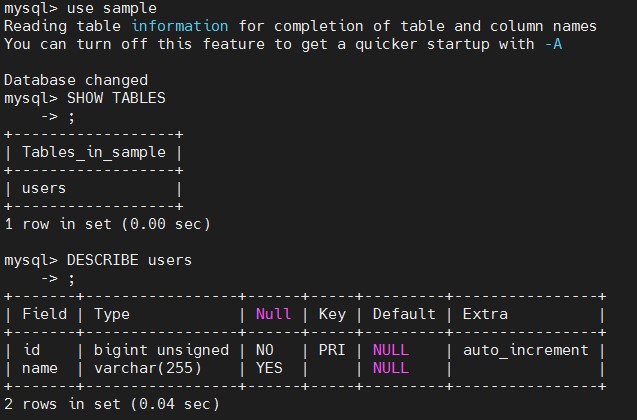 mysql> use sample
Reading table information for completion of table and column names
You can turn off this feature to get a quicker startup with -A

Database changed
mysql> SHOW TABLES
    -> ;
+------------------+
| Tables_in_sample |
+------------------+
| users            |
+------------------+
1 row in set (0.00 sec)

mysql> DESCRIBE users
    -> ;
+-------+-----------------+------+-----+---------+----------------+
| Field | Type            | Null | Key | Default | Extra          |
+-------+-----------------+------+-----+---------+----------------+
| id    | bigint unsigned | NO   | PRI | NULL    | auto_increment |
| name  | varchar(255)    | YES  |     | NULL    |                |
+-------+-----------------+------+-----+---------+----------------+
2 rows in set (0.04 sec)